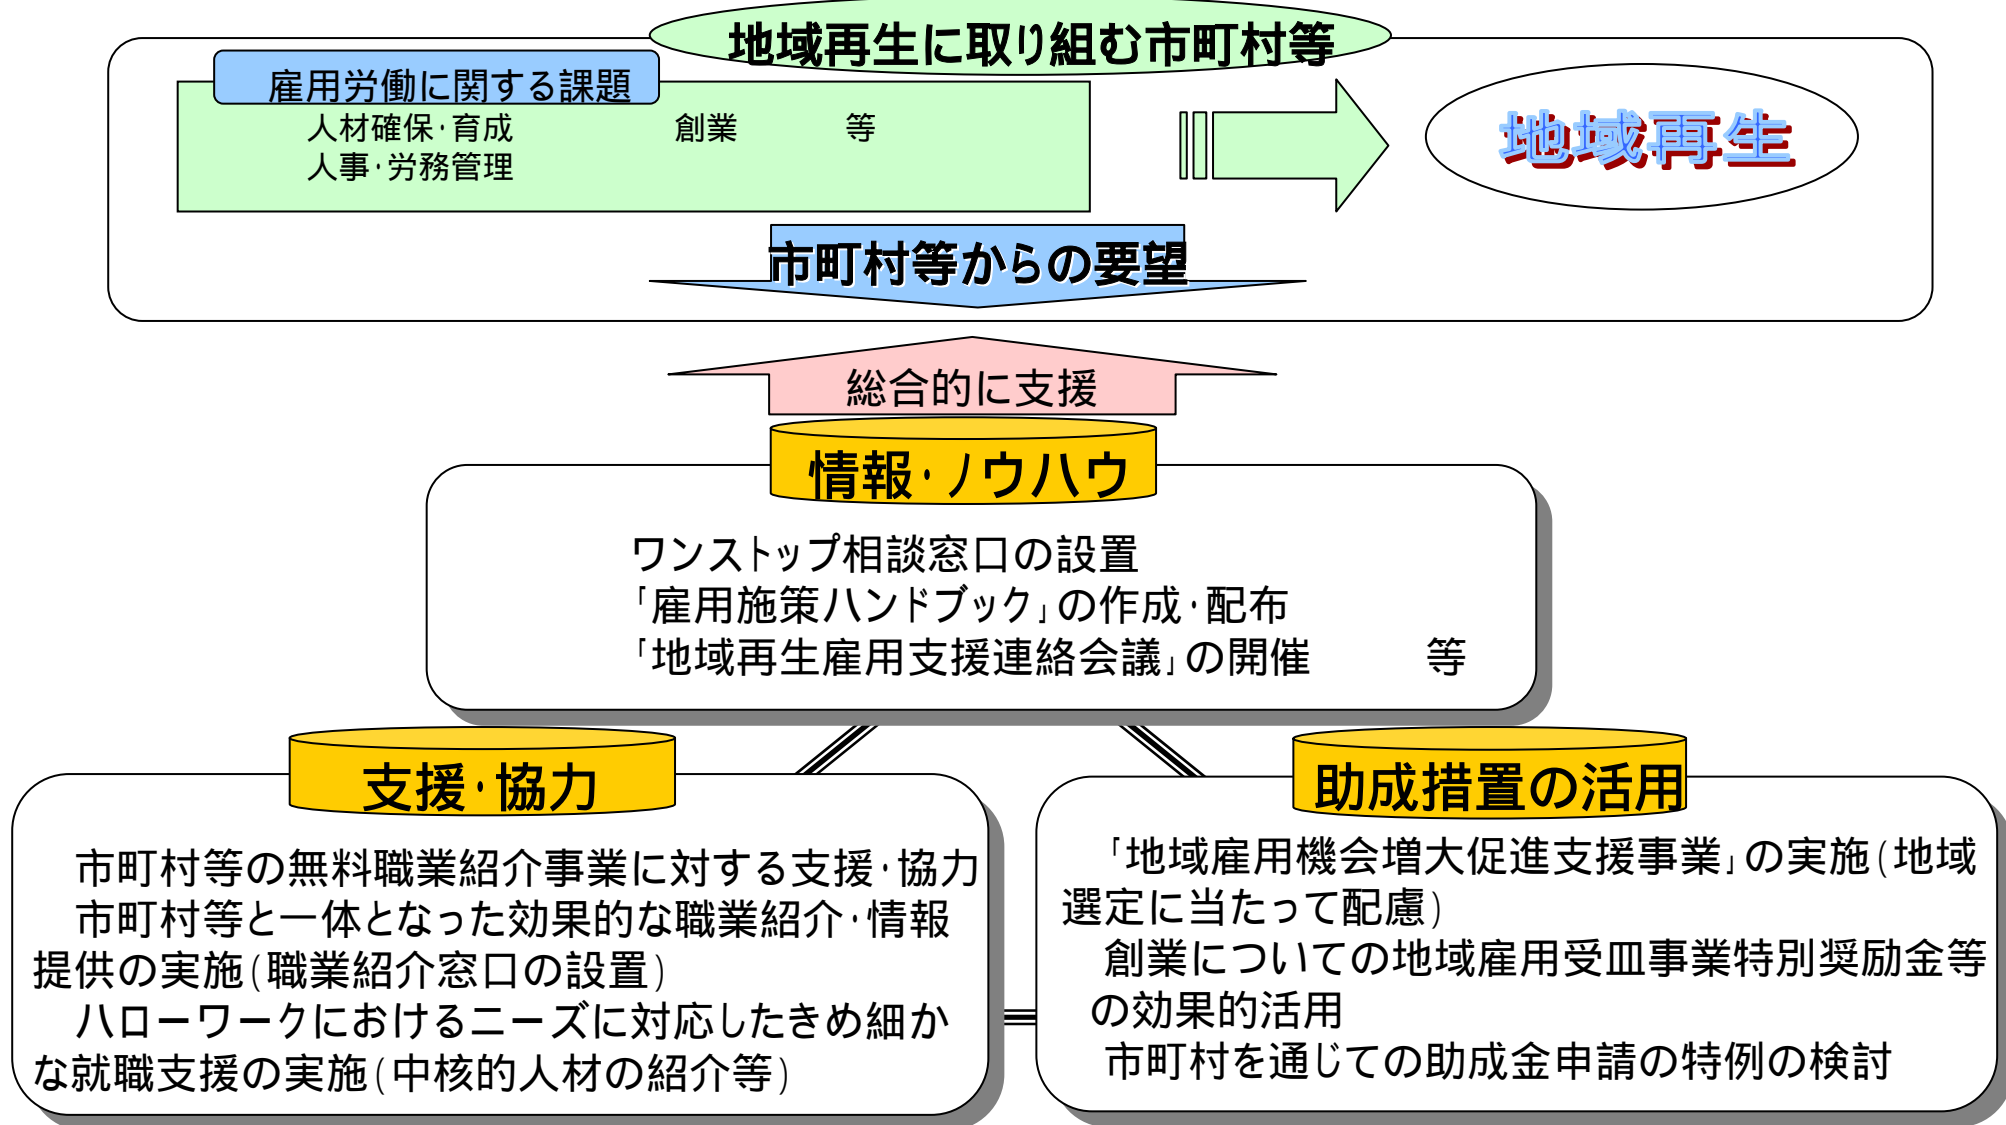 地域再生に取り組む市町村等
雇用労働に関する課題
人材確保・育成　創業　等
人事・労務管理
地域再生
市町村等からの要望
総合的に支援
情報・ノウハウ
ワンストップ相談窓口の設置
「雇用施策ハンドブック」の作成・配布
「地域再生雇用支援連絡会議」の開催　等
支援・協力
市町村等の無料職業紹介事業に対する支援・協力
市町村等と一体となった効果的な職業紹介・情報
提供の実施(職業紹介窓口の設置)
ハローワークにおけるニーズに対応したきめ細か
な就職支援の実施(中核的人材の紹介等)
助成措置の活用
「地域雇用機会増大促進支援事業」の実施(地域
選定に当たって配慮)
創業についての地域雇用受皿事業特別奨励金等
の効果的活用
市町村を通じての助成金申請の特例の検討